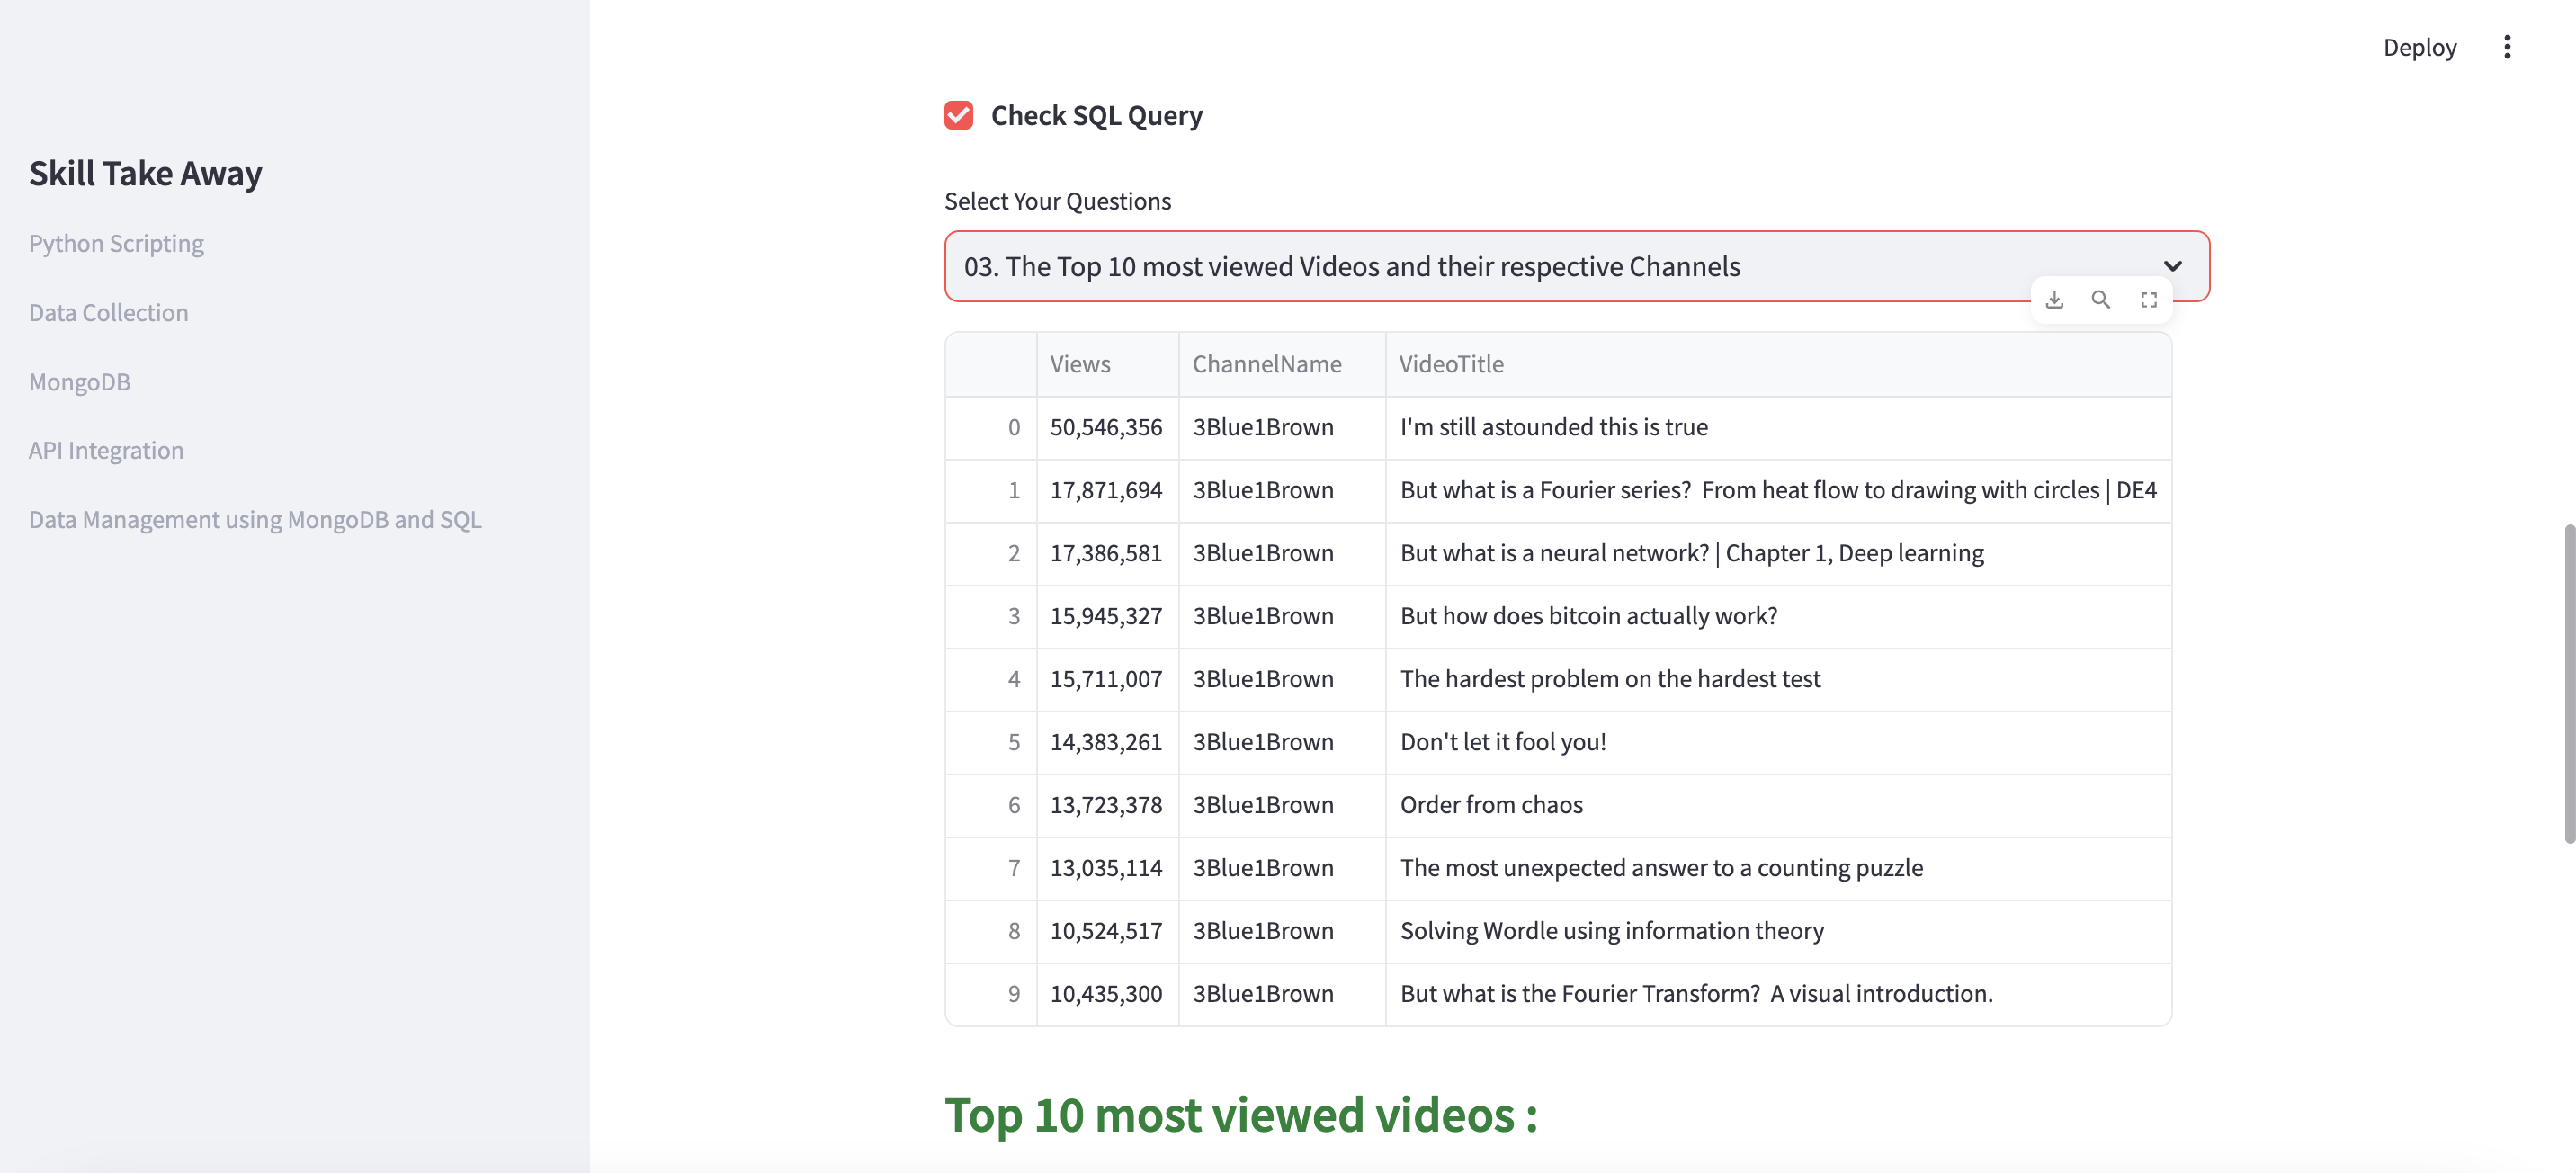 Deploy
Check SQL Query
Skill Take Away
Python Scripting
Data Collection
MongoDB
API Integration
Data Management using MongoDB and SQL
Select Your Questions
03. The Top 10 most viewed Videos and their respective Channels
Views ChannelName VideoTitle
0 50,546,356 3Blue1Brown I'm still astounded this is true
1 17,871,694 3Blue1Brown But what is a Fourier series?  From heat flow to drawing with circles | DE4
2 17,386,581 3Blue1Brown But what is a neural network? | Chapter 1, Deep learning
3 15,945,327 3Blue1Brown But how does bitcoin actually work?
4 15,711,007 3Blue1Brown The hardest problem on the hardest test
5 14,383,261 3Blue1Brown Don't let it fool you!
6 13,723,378 3Blue1Brown Order from chaos
7 13,035,114 3Blue1Brown The most unexpected answer to a counting puzzle
8 10,524,517 3Blue1Brown Solving Wordle using information theory
9 10,435,300 3Blue1Brown But what is the Fourier Transform?  A visual introduction.
Top 10 most viewed videos :